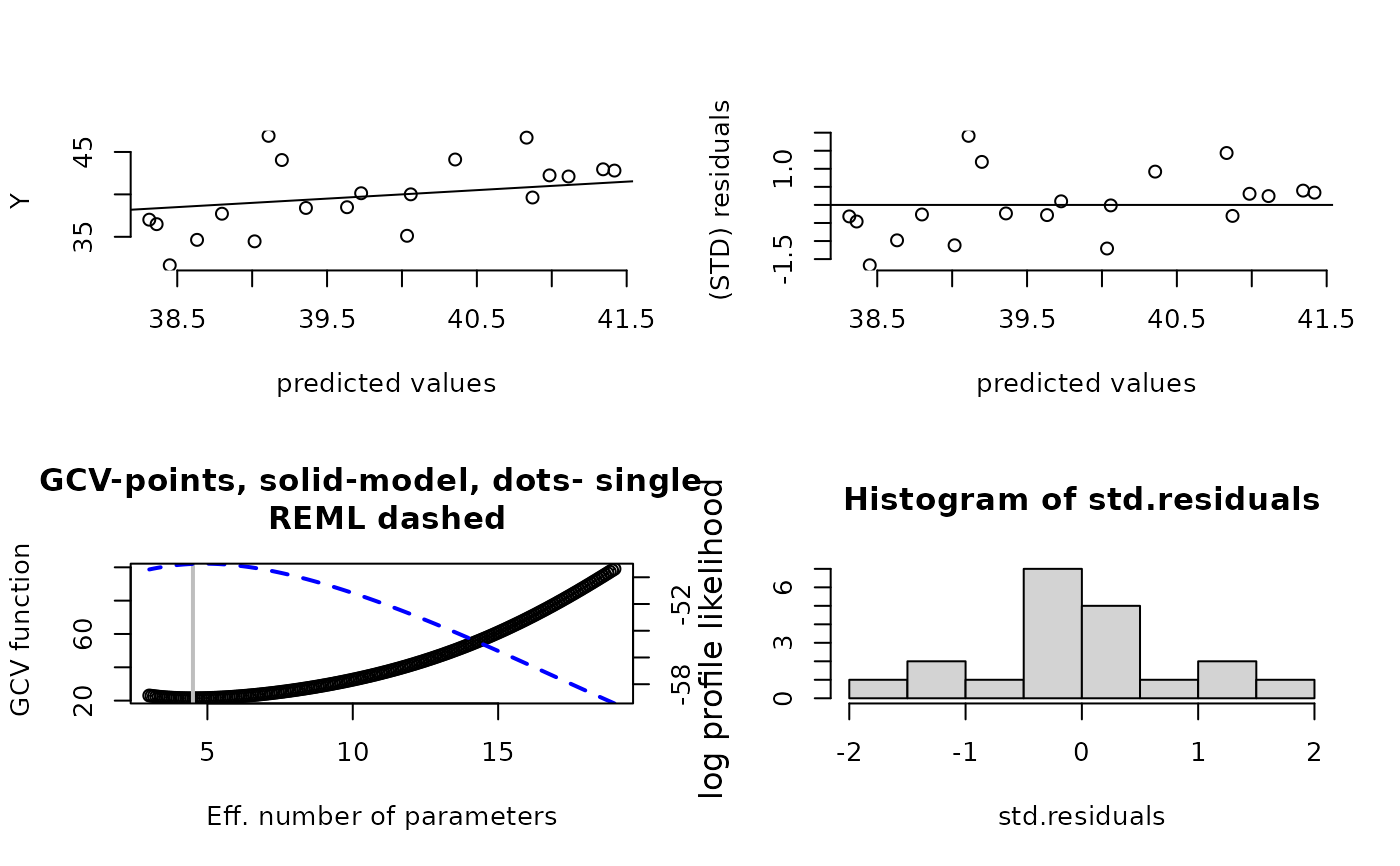 Y
45
35
38.5 39.5 40.5 41.5
predicted values
(STD) residuals
1.0
-1.5
38.5 39.5 40.5 41.5
predicted values
GCV-points, solid-model, dots- single
REML dashed
GCV function
60
20
5 10 15
Eff. number of parameters
-52
-58
log profile likelihood
Histogram of std.residuals
6
3
0
-2 -1 0 1 2
std.residuals